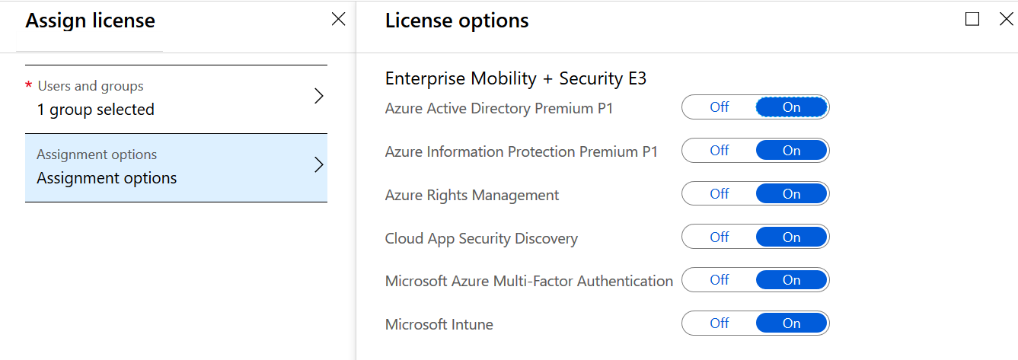 Assign license
* Users and groups
1 group selected
Assignment options
Assignment options
License options
Enterprise Mobility + Security E3
Azure Active Directory Premium P1 Off On
Azure Information Protection Premium P1 Off On
Azure Rights Management Off On
Cloud App Security Discovery Off On
Microsoft Azure Multi-Factor Authentication Off On
Microsoft Intune Off On